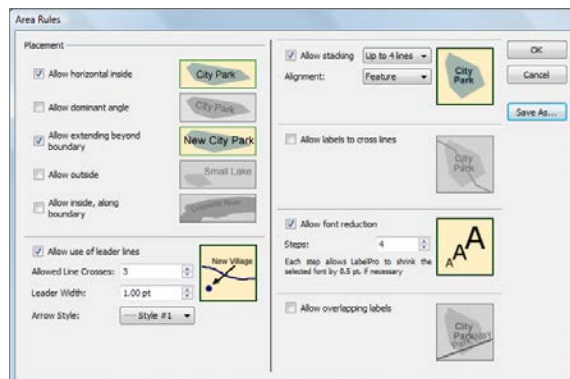 Area Rules
Placement
Allow horizontal inside
City Park
Allow dominant angle
City Park
Allow extending beyond
boundary
New City Park
Allow outside
Small Lake
Allow inside, along
boundary
Allow use of leader lines
Allowed Line Crosses: 3
Leader Width: 1.00 pt
Arrow Style: Style #1
New Village
Allow stacking Up to 4 lines
Alignment: Feature
City
Park
Allow labels to cross lines
City
Park
Allow font reduction
Steps: 4
Each step allows LabelPro to shrink the
selected font by 0.5 pt. if necessary
A A A
Allow overlapping labels
City
Park
OK
Cancel
Save As...